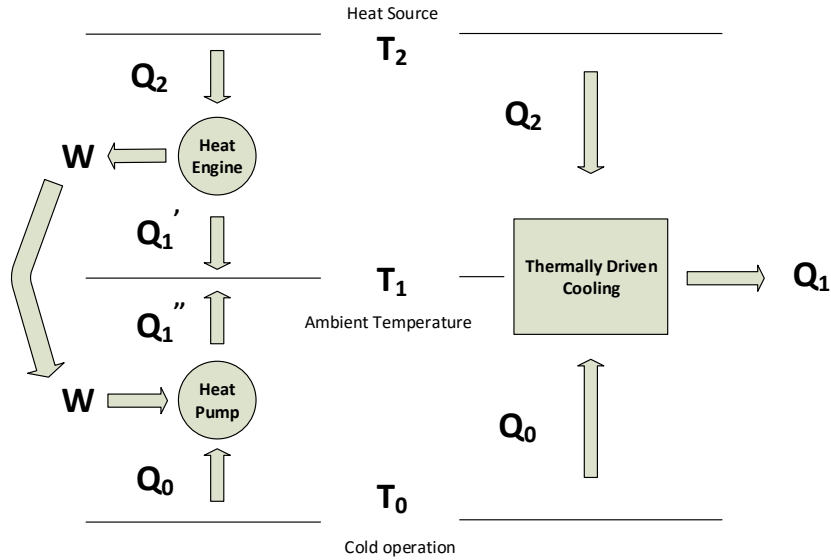 Heat Source
T₂
Q₂
Q₂
Heat
Engine
W
Q₁′
Thermally Driven
Cooling
T₁
Q₁
Ambient Temperature
Q₁″
Heat
Pump
W
Q₀
Q₀
T₀
Cold operation